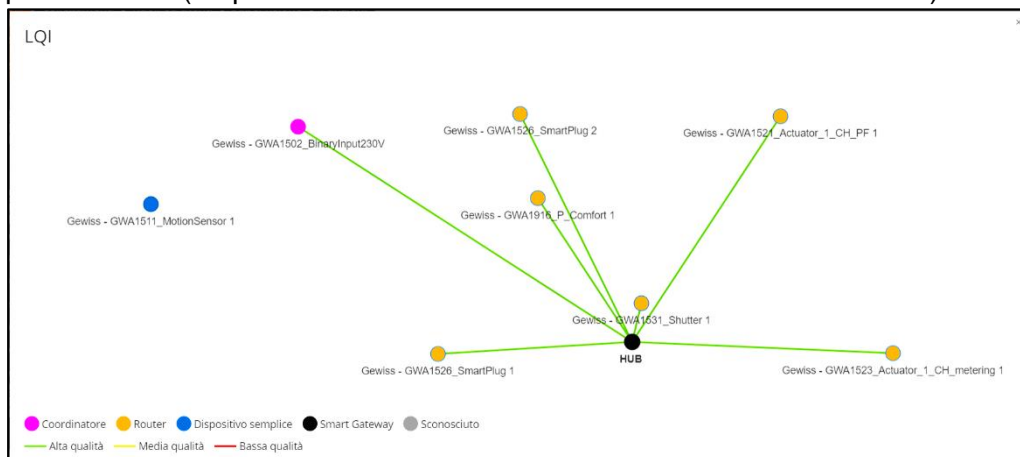 LQI
Gewiss - GWA1502_BinaryInput230V
Gewiss - GWA1526_SmartPlug 2
Gewiss - GWA1521_Actuator_1_CH_PF 1
Gewiss - GWA1511_MotionSensor 1
Gewiss - GWA1916_P_Comfort 1
Gewiss - GWA1531_Shutter 1
HUB
Gewiss - GWA1526_SmartPlug 1
Gewiss - GWA1523_Actuator_1_CH_metering 1
Coordinatore Router Dispositivo semplice Smart Gateway Sconosciuto
Alta qualità Media qualità Bassa qualità